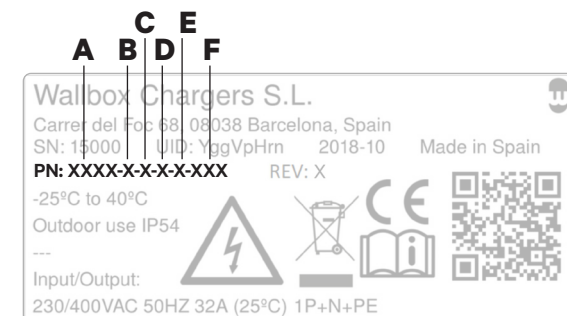 A B C D E F
Wallbox Chargers S.L.
Carrer del Foc 68, 08038 Barcelona, Spain
SN: 15000 UID: YggVpHrn 2018-10 Made in Spain
PN: XXXX-X-X-X-X-XXX REV: X
-25ºC to 40ºC
Outdoor use IP54
---
Input/Output:
230/400VAC 50HZ 32A (25ºC) 1P+N+PE